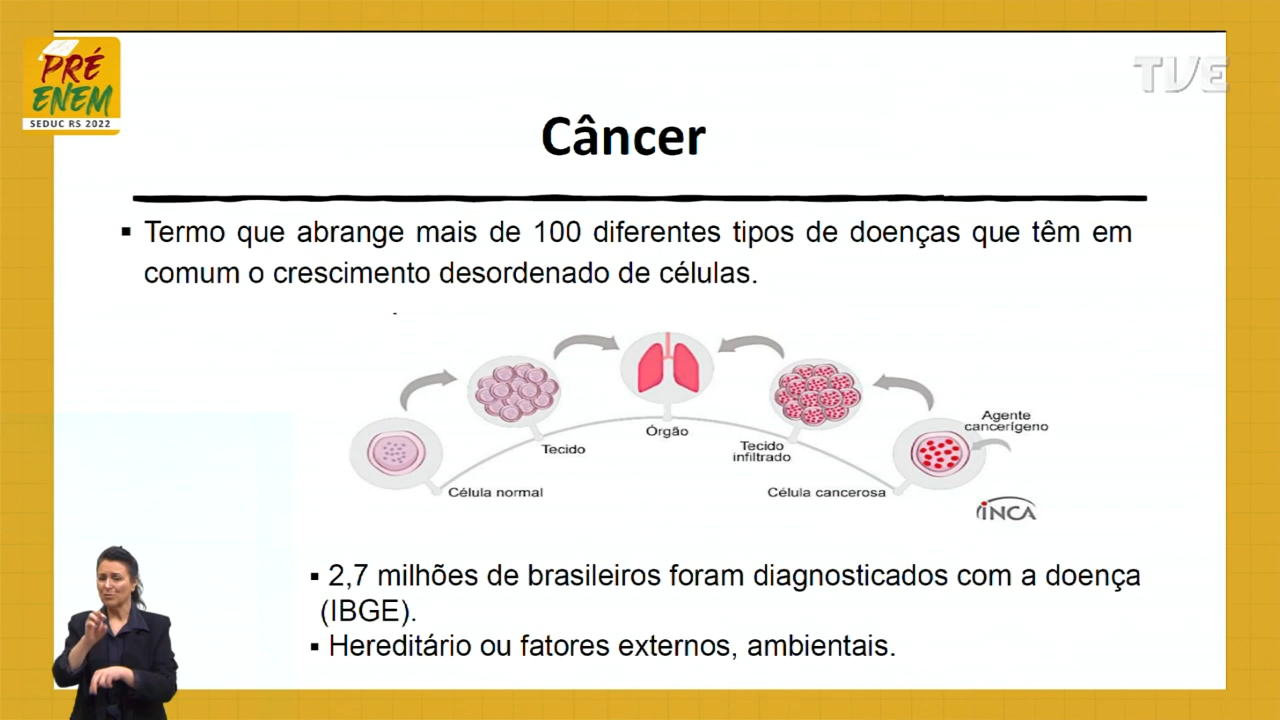 PRÉ
ENEM
SEDUC RS 2022
TVE
Câncer
▪ Termo que abrange mais de 100 diferentes tipos de doenças que têm em
comum o crescimento desordenado de células.
Célula normal
Tecido
Órgão
Tecido
infiltrado
Célula cancerosa
Agente
cancerígeno
INCA
▪ 2,7 milhões de brasileiros foram diagnosticados com a doença
(IBGE).
▪ Hereditário ou fatores externos, ambientais.